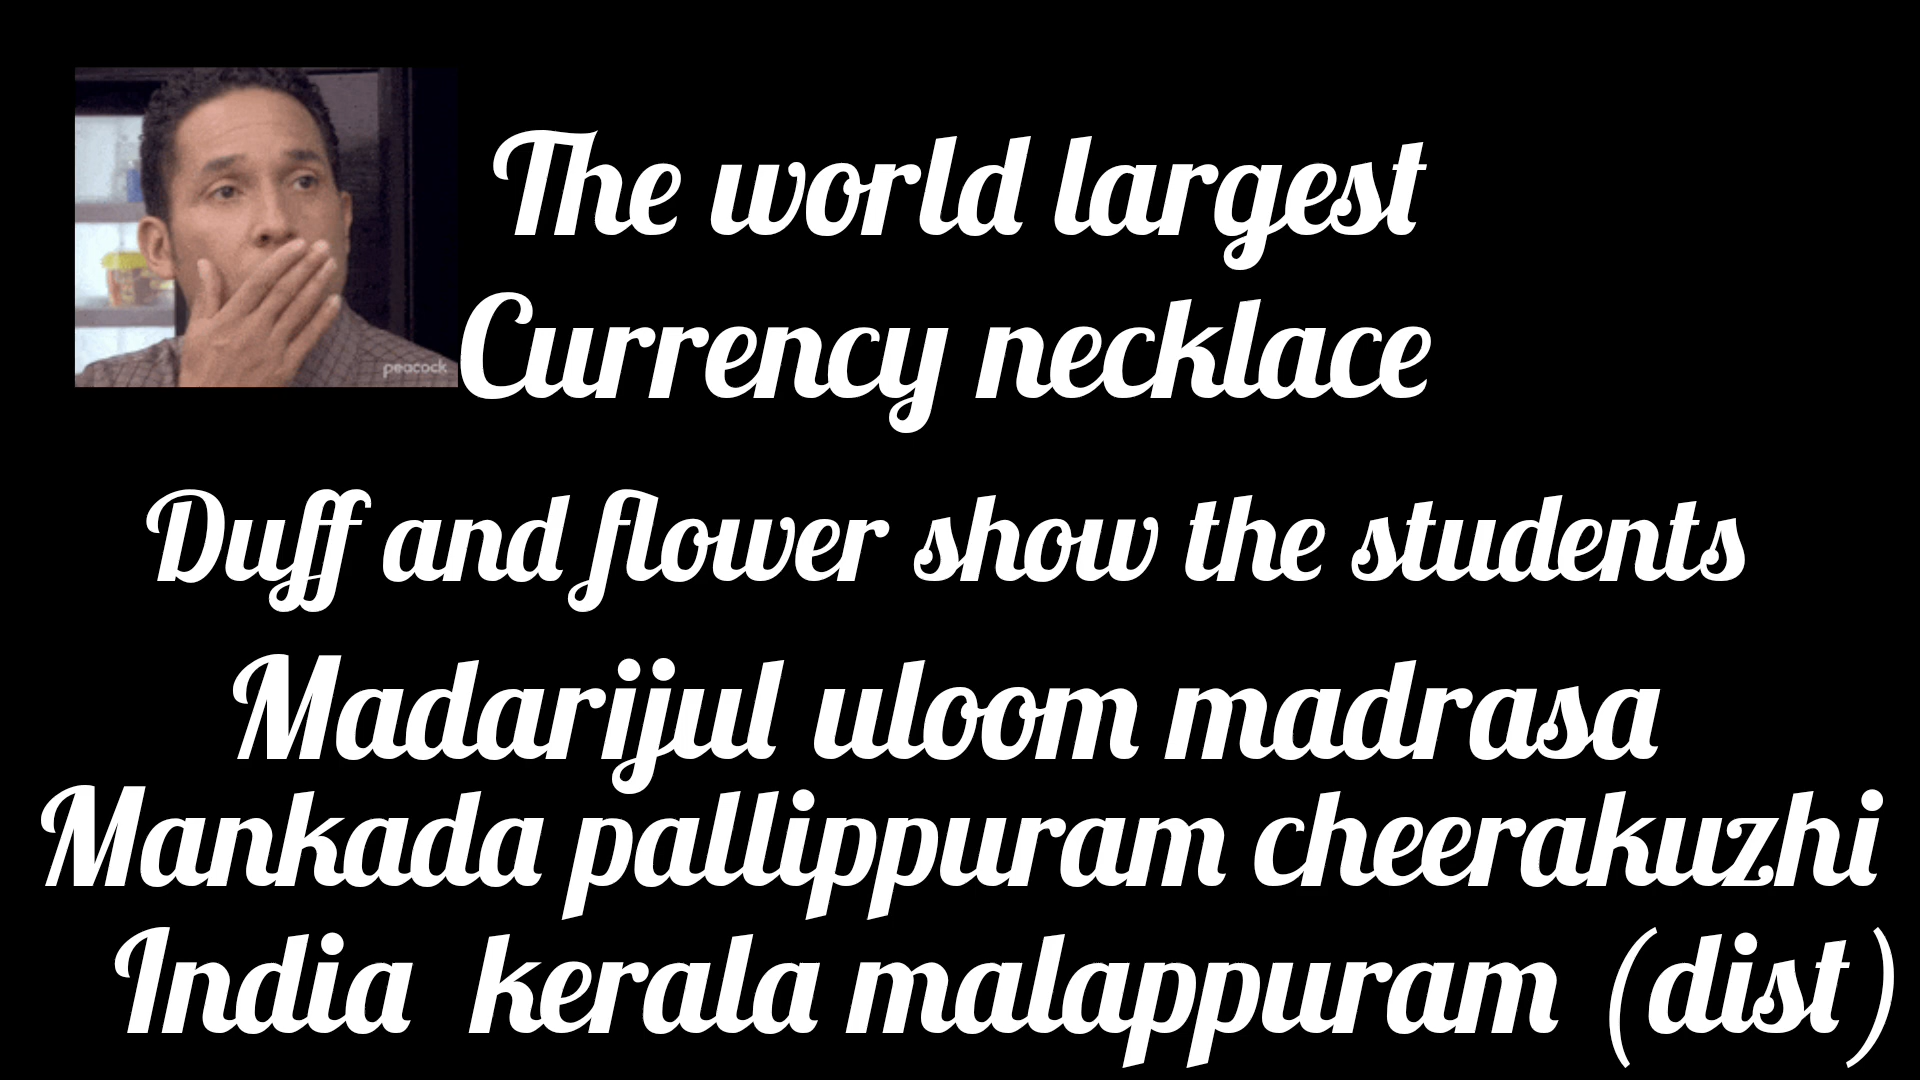 The world largest
peacock
Currency necklace
Duff and flower show the students
Madarijul uloom madrasa
Mankada pallippuram cheerakuzhi
India kerala malappuram (dist)